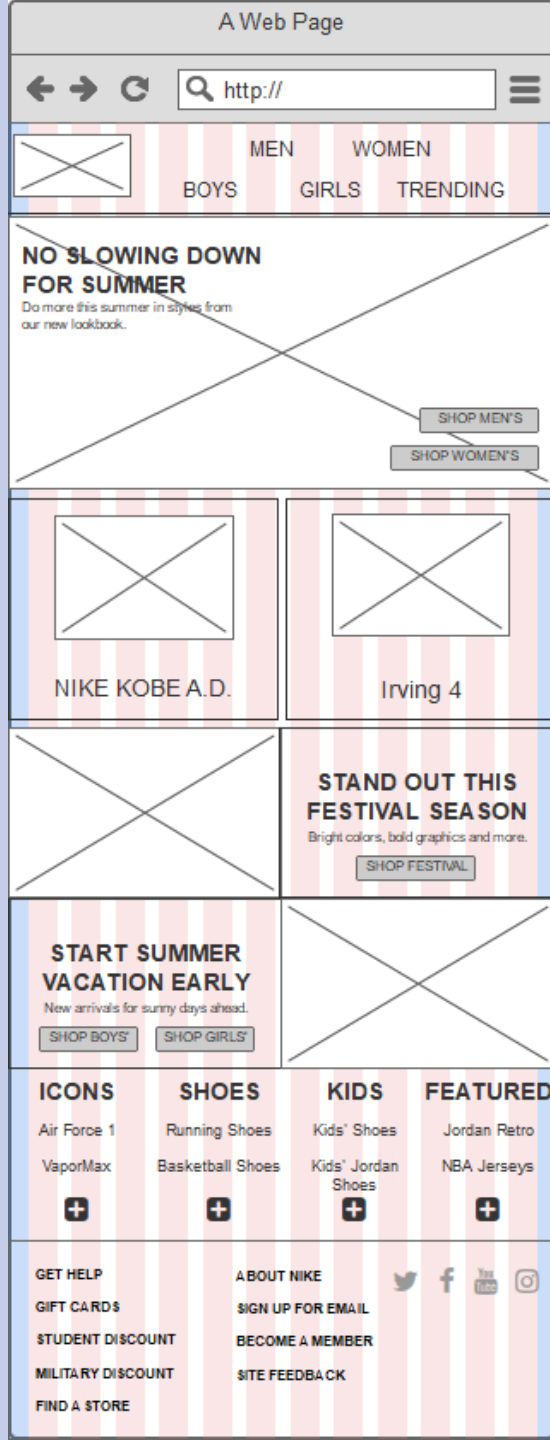 A Web Page
http://
MEN WOMEN
BOYS GIRLS TRENDING
NO SLOWING DOWN
FOR SUMMER
Do more this summer in styles from
our new lookbook.
SHOP MEN'S
SHOP WOMEN'S
NIKE KOBE A.D.
Irving 4
STAND OUT THIS
FESTIVAL SEASON
Bright colors, bold graphics and more.
SHOP FESTIVAL
START SUMMER
VACATION EARLY
New arrivals for sunny days ahead.
SHOP BOYS' SHOP GIRLS'
ICONS SHOES KIDS FEATURED
Air Force 1 Running Shoes Kids' Shoes Jordan Retro
VaporMax Basketball Shoes Kids' Jordan NBA Jerseys
Shoes
GET HELP ABOUT NIKE You
Tube
GIFT CARDS SIGN UP FOR EMAIL
STUDENT DISCOUNT BECOME A MEMBER
MILITARY DISCOUNT SITE FEEDBACK
FIND A STORE